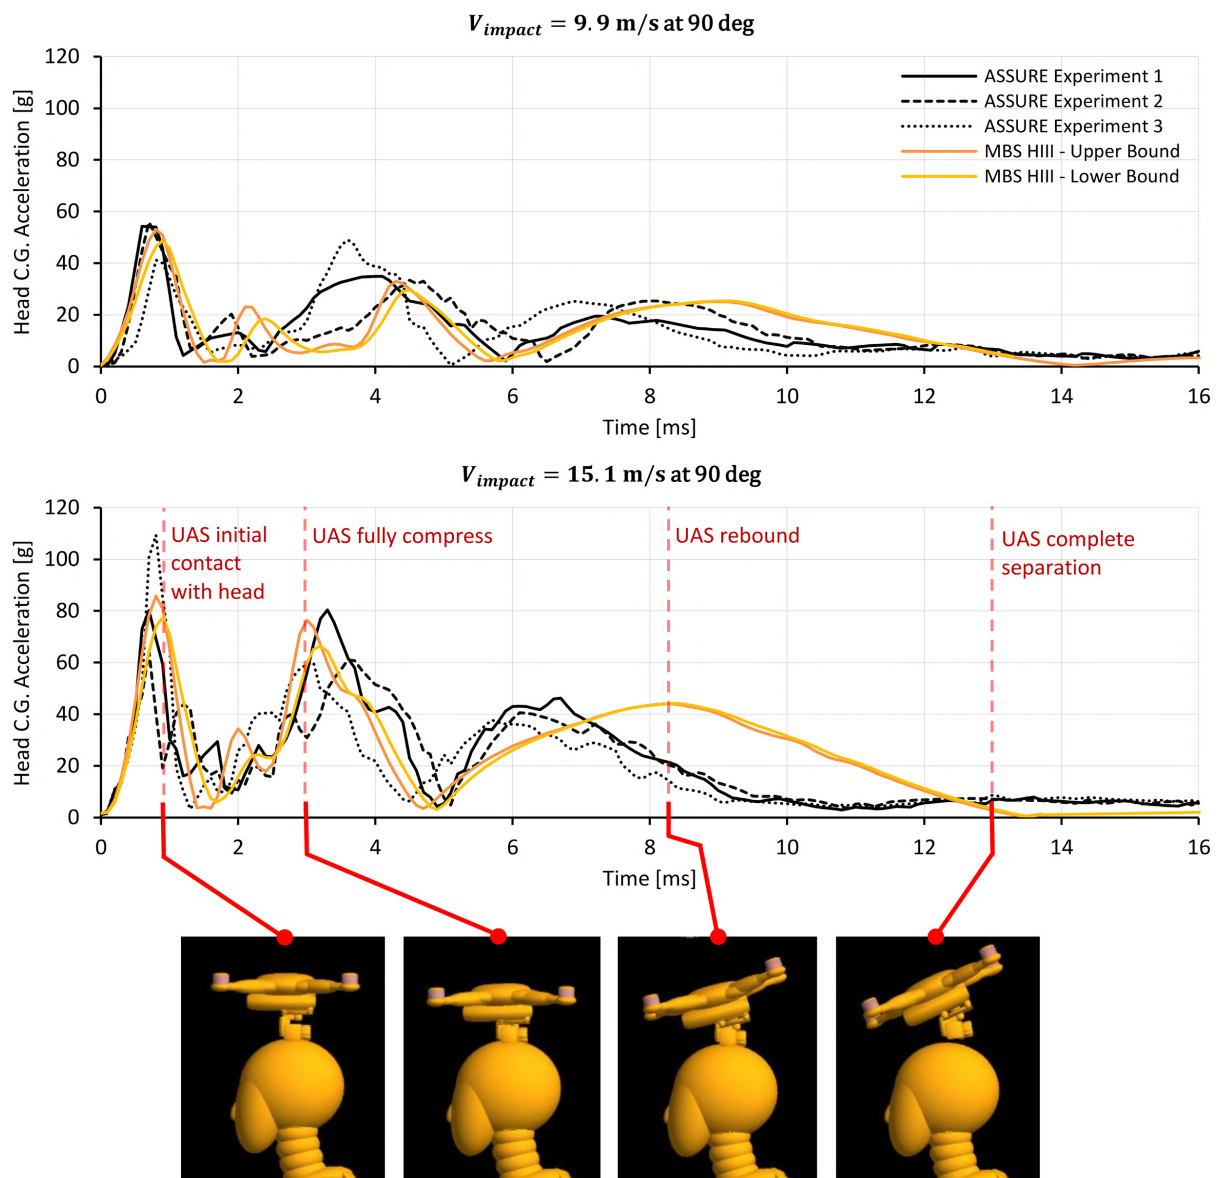 V_impact = 9.9 m/s at 90 deg
120
100
80
60
40
20
0
Head C.G. Acceleration [g]
ASSURE Experiment 1
ASSURE Experiment 2
ASSURE Experiment 3
MBS HIII - Upper Bound
MBS HIII - Lower Bound
0 2 4 6 8 10 12 14 16
Time [ms]
V_impact = 15.1 m/s at 90 deg
120
100
80
60
40
20
0
Head C.G. Acceleration [g]
UAS initial
contact
with head
UAS fully compress
UAS rebound
UAS complete
separation
0 2 4 6 8 10 12 14 16
Time [ms]